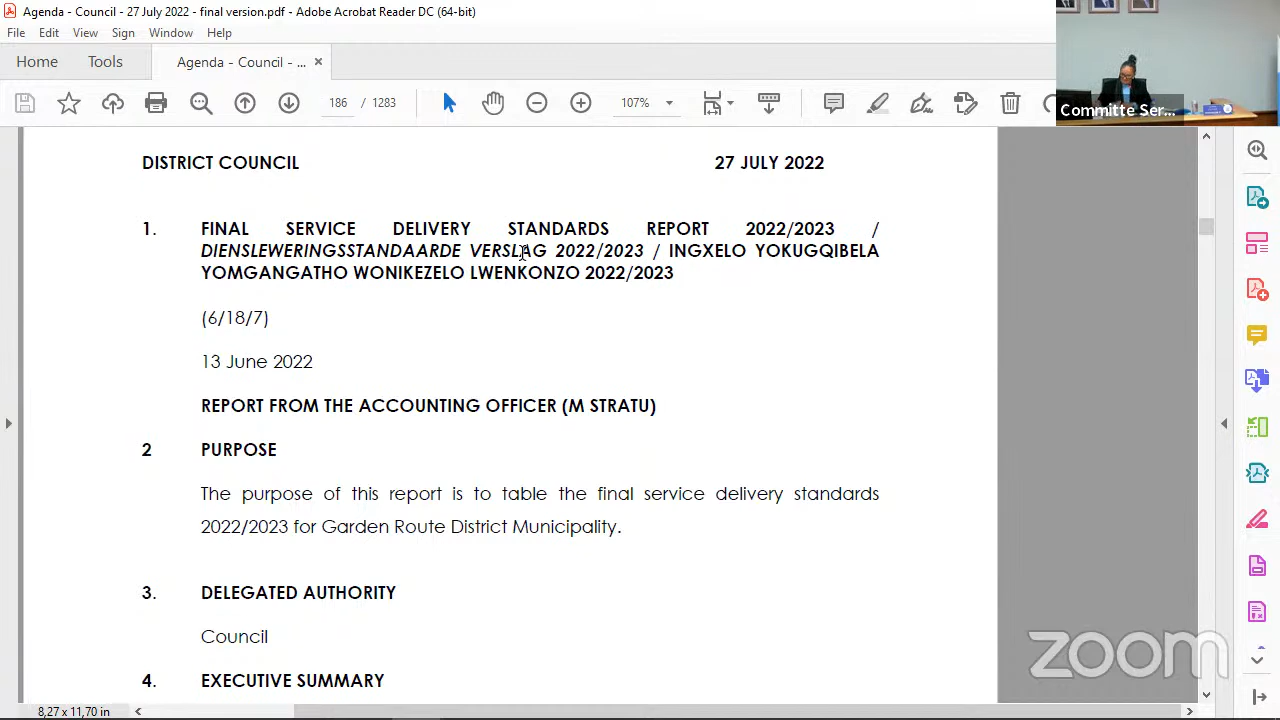 Agenda - Council - 27 July 2022 - final version.pdf - Adobe Acrobat Reader DC (64-bit)
File Edit View Sign Window Help
Home Tools Agenda - Council - ... ×
186 / 1283 107%
Committe Ser...
DISTRICT COUNCIL 27 JULY 2022
1. FINAL SERVICE DELIVERY STANDARDS REPORT 2022/2023 /
DIENSLEWERINGSSTANDAARDE VERSLAG 2022/2023 / INGXELO YOKUGQIBELA
YOMGANGATHO WONIKEZELO LWENKONZO 2022/2023
(6/18/7)
13 June 2022
REPORT FROM THE ACCOUNTING OFFICER (M STRATU)
2 PURPOSE
The purpose of this report is to table the final service delivery standards
2022/2023 for Garden Route District Municipality.
3. DELEGATED AUTHORITY
Council
4. EXECUTIVE SUMMARY
zoom
8,27 x 11,70 in